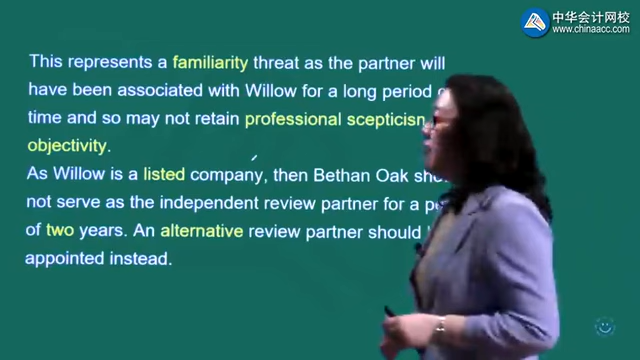 中华会计网校
www.chinaacc.com
This represents a familiarity threat as the partner will
have been associated with Willow for a long period
time and so may not retain professional scepticism
objectivity.
As Willow is a listed company, then Bethan Oak
not serve as the independent review partner for a
of two years. An alternative review partner should
appointed instead.